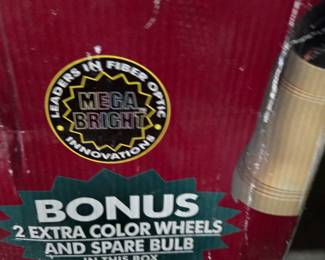 LEADERS IN FIBER OPTIC
MEGA
BRIGHT
INNOVATIONS
BONUS
2 EXTRA COLOR WHEELS
AND SPARE BULB
IN THIS BOX